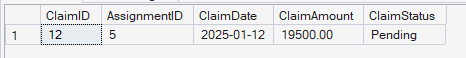 ClaimID AssignmentID ClaimDate ClaimAmount ClaimStatus
1 12 5 2025-01-12 19500.00 Pending